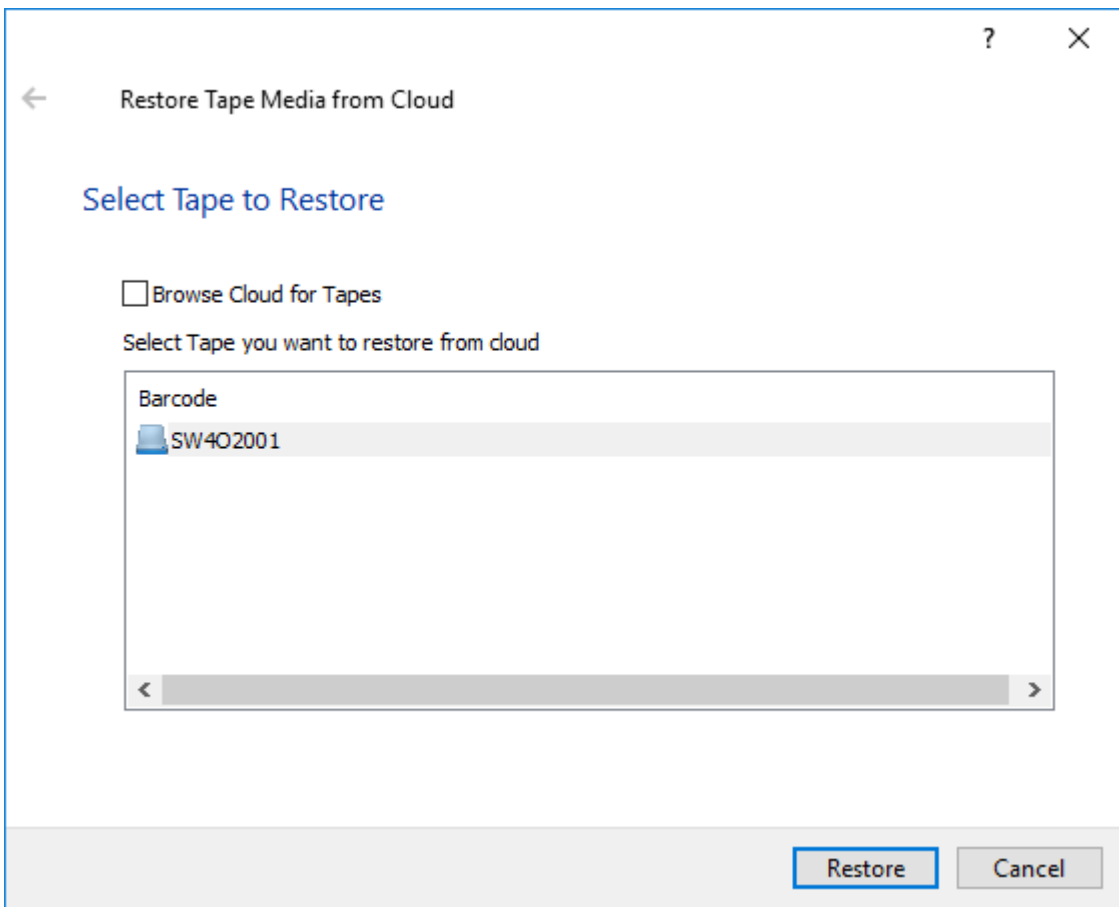 ?
Restore Tape Media from Cloud
Select Tape to Restore
Browse Cloud for Tapes
Select Tape you want to restore from cloud
Barcode
SW4O2001
Restore Cancel